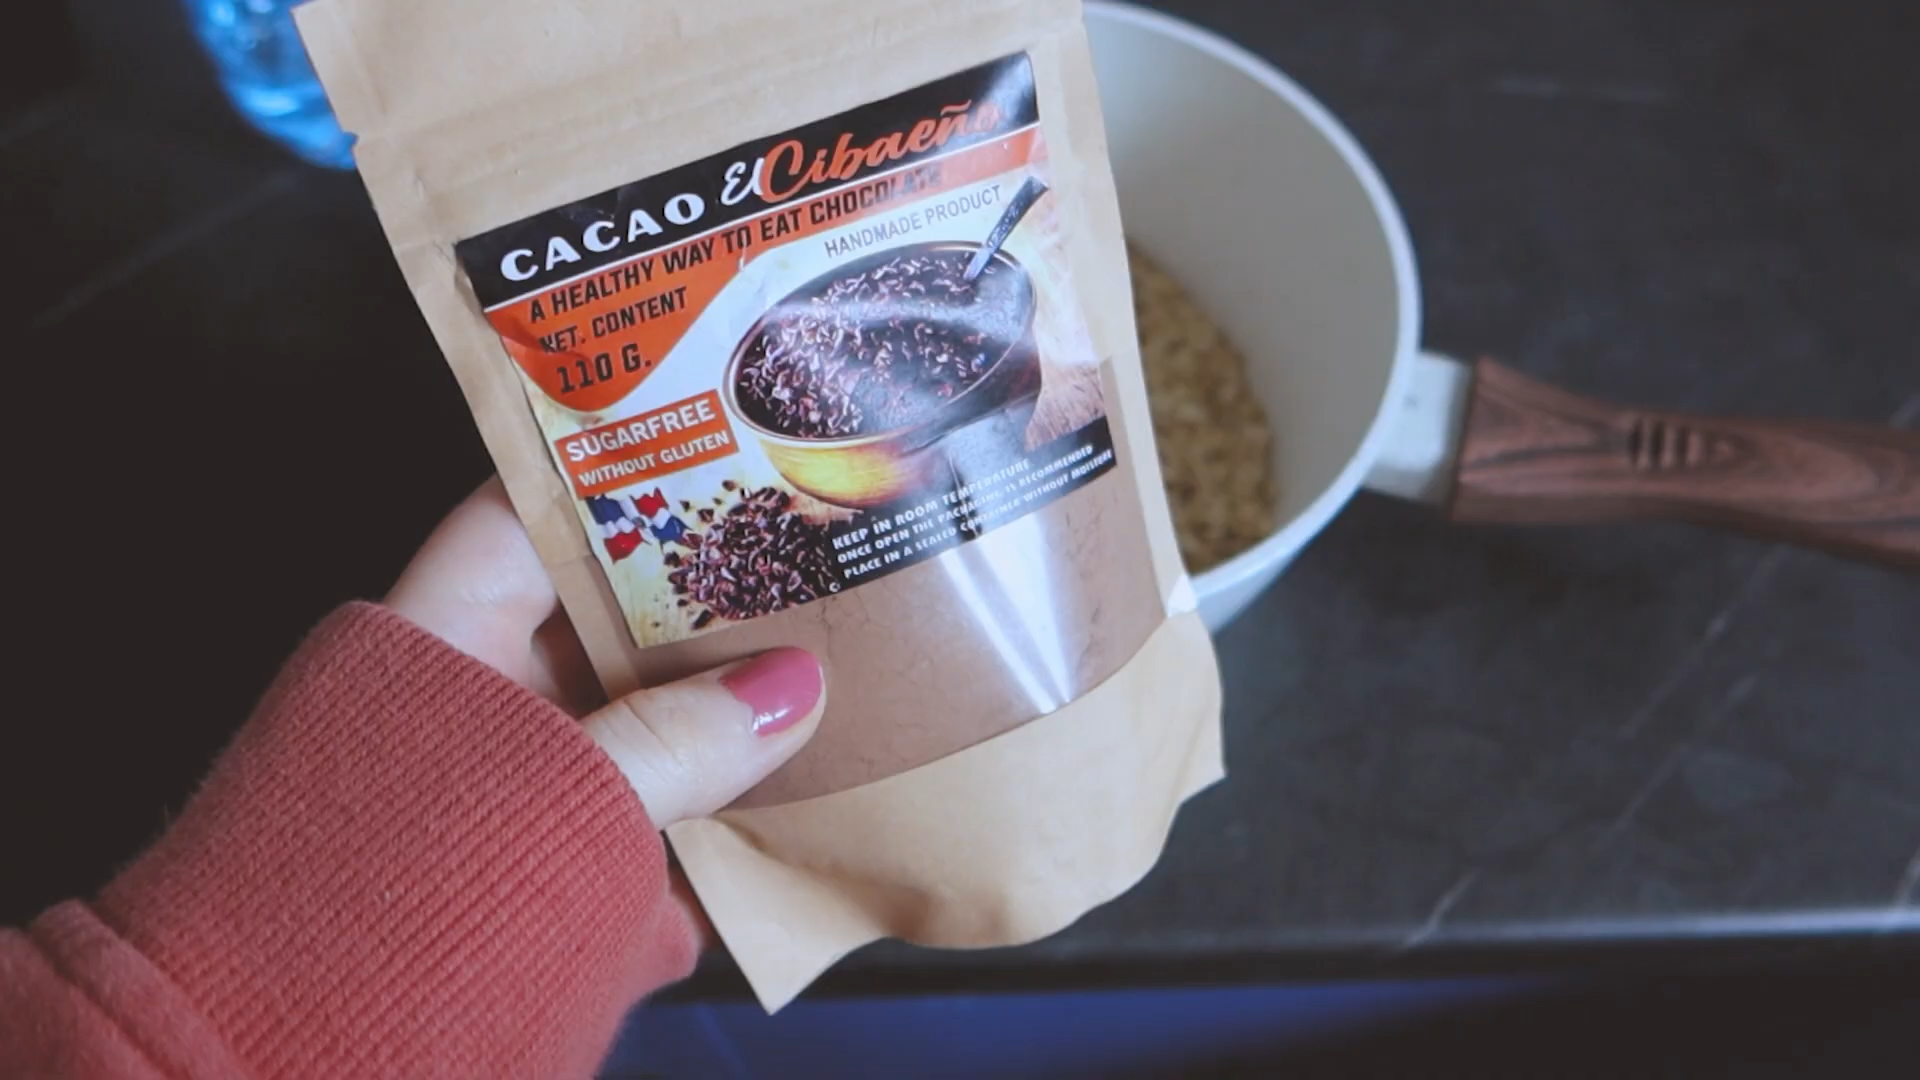 CACAO El Cibaeño
A HEALTHY WAY TO EAT CHOCOLATE
HANDMADE PRODUCT
NET. CONTENT
110 G.
SUGARFREE
WITHOUT GLUTEN
KEEP IN ROOM TEMPERATURE
ONCE OPEN THE PACKAGING IS RECOMMENDED
PLACE IN A SEALED CONTAINER WITHOUT MOISTURE